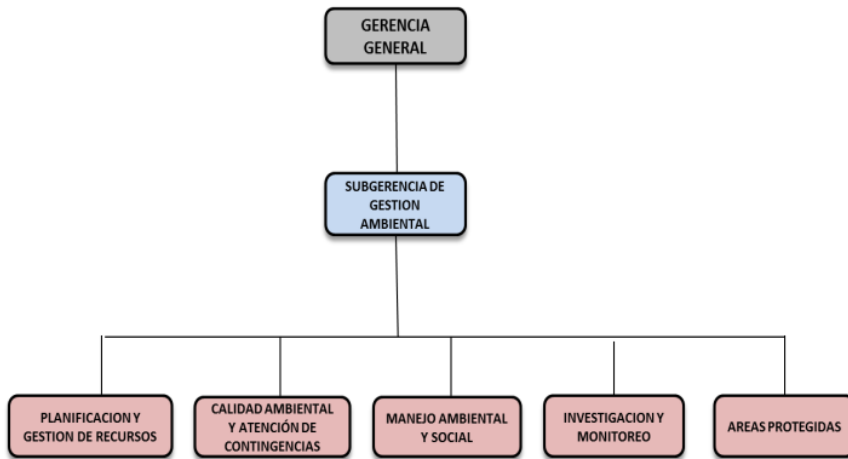 GERENCIA
GENERAL
SUBGERENCIA DE
GESTION
AMBIENTAL
PLANIFICACION Y
GESTION DE RECURSOS
CALIDAD AMBIENTAL
Y ATENCIÓN DE
CONTINGENCIAS
MANEJO AMBIENTAL
Y SOCIAL
INVESTIGACION Y
MONITOREO
AREAS PROTEGIDAS